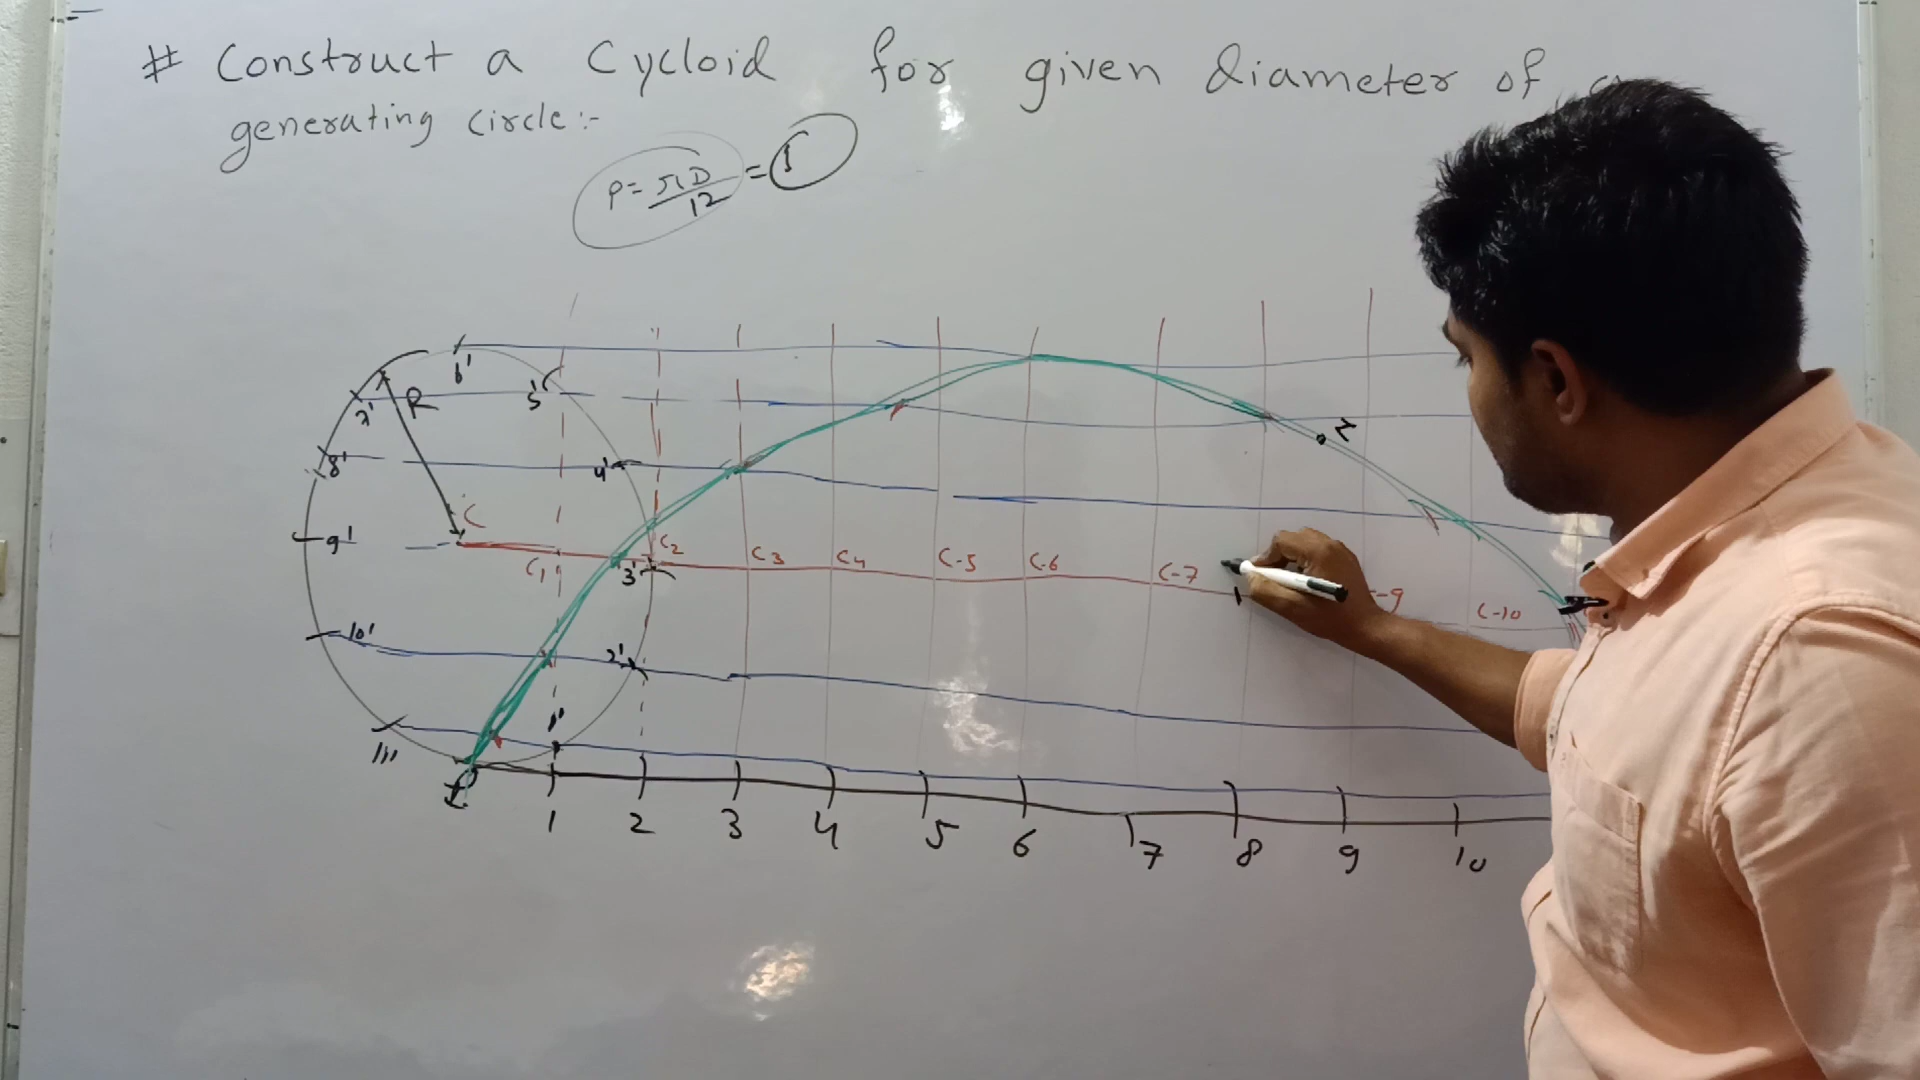 # Construct a Cycloid for given diameter of
generating circle:-
P = πD/12 =
6'
5'
7'
R
8'
4'
Z
C
9'
C1
3'
C2
C3
C4
C-5
C-6
C-7
-9
C-10
10'
2'
1'
11'
1 2 3 4 5 6 7 8 9 10